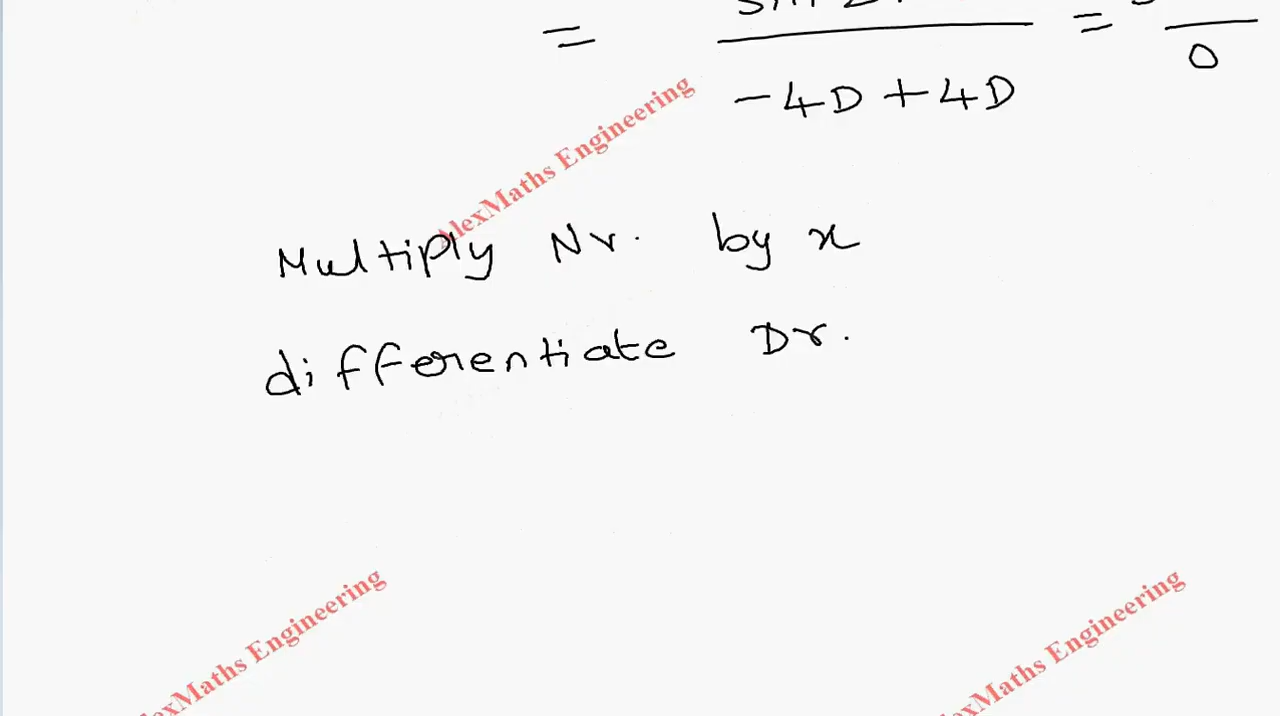 =
=
-4D + 4D
0
AlexMaths Engineering
Multiply Nr. by x
differentiate Dr.
AlexMaths Engineering
AlexMaths Engineering